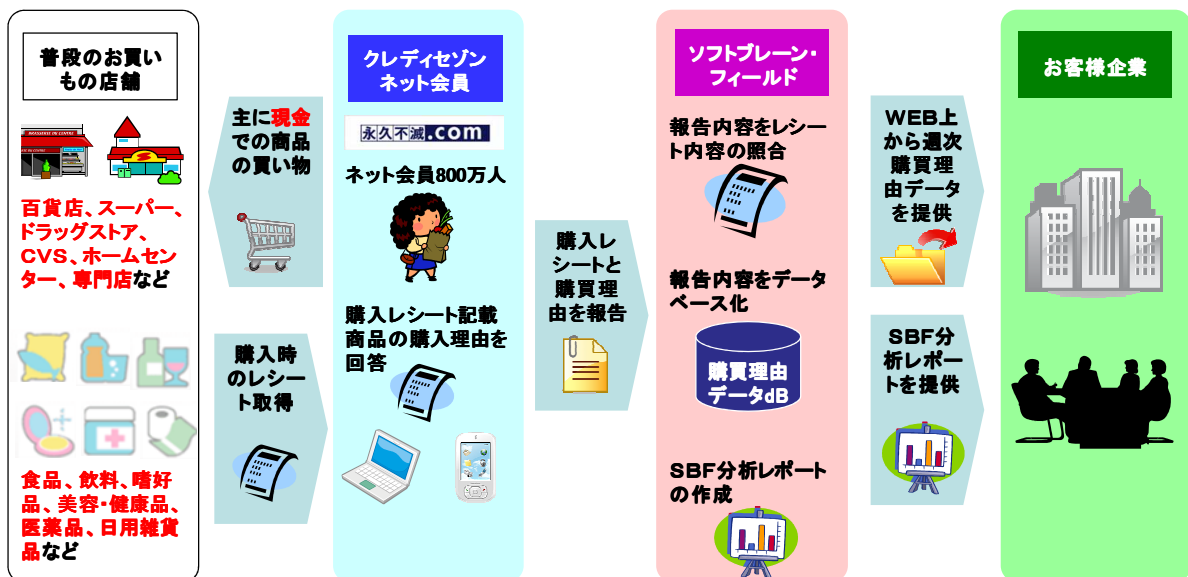 普段のお買い
もの店舗
百貨店、スーパー、
ドラッグストア、
CVS、ホームセン
ター、専門店など
食品、飲料、嗜好
品、美容・健康品、
医薬品、日用雑貨
品など
主に現金
での商品
の買い物
購入時
のレシー
ト取得
クレディセゾン
ネット会員
永久不滅.com
ネット会員800万人
購入レシート記載
商品の購入理由を
回答
購入レ
シートと
購買理
由を報告
ソフトブレーン・
フィールド
報告内容をレシー
ト内容の照合
報告内容をデータ
ベース化
購買理由
データdB
SBF分析レポート
の作成
WEB上
から週次
購買理
由データ
を提供
SBF分
析レポー
トを提供
お客様企業